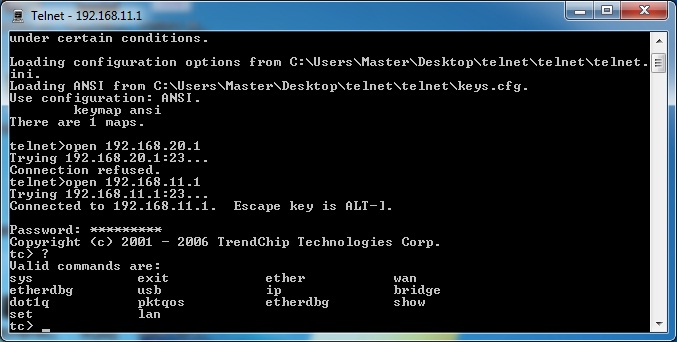 Telnet - 192.168.11.1
under certain conditions.
Loading configuration options from C:\Users\Master\Desktop\telnet\telnet\telnet.
ini.
Loading ANSI from C:\Users\Master\Desktop\telnet\telnet\keys.cfg.
Use configuration: ANSI.
keymap ansi
There are 1 maps.
telnet>open 192.168.20.1
Trying 192.168.20.1:23...
Connection refused.
telnet>open 192.168.11.1
Trying 192.168.11.1:23...
Connected to 192.168.11.1.  Escape key is ALT-].
Password: *********
Copyright (c) 2001 - 2006 TrendChip Technologies Corp.
tc> ?
Valid commands are:
sys exit ether wan
etherdbg usb ip bridge
dot1q pktqos etherdbg show
set lan
tc> _